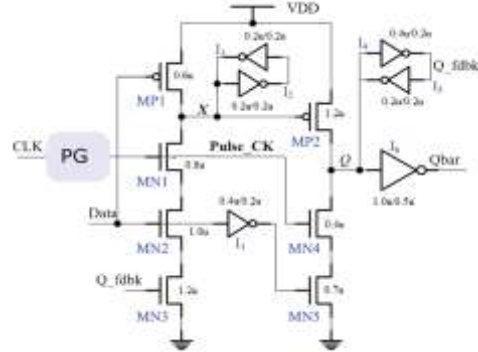 VDD
0.2u/0.2u
0.4u/0.2u
I₃
I₄
Q_fdbk
0.6u
I₂
I₅
MP1
0.2u/0.2u
X
1.2u
0.2u/0.2u
MP2
CLK
PG
Pulse_CK
Q
I₆
Qbar
0.8u
MN1
0.4u/0.2u
1.0u/0.5u
Data
1.0u
MN4
MN2
I₁
Q_fdbk
0.7u
1.2u
MN5
MN3